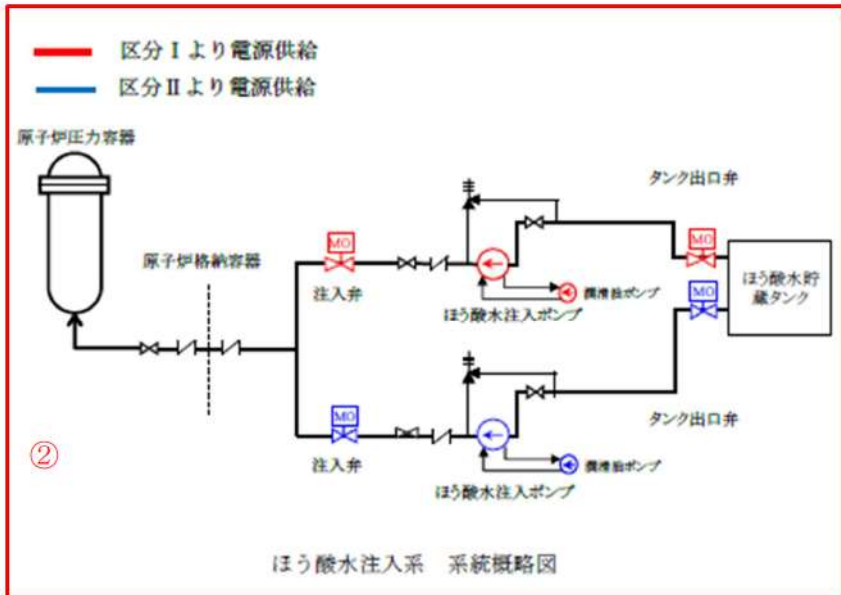 区分Ⅰより電源供給
区分Ⅱより電源供給
原子炉圧力容器
タンク出口弁
MO
MO
原子炉格納容器
注入弁
潤滑油ポンプ
ほう酸水注入ポンプ
MO
ほう酸水貯
蔵タンク
MO
タンク出口弁
②
注入弁
潤滑油ポンプ
ほう酸水注入ポンプ
ほう酸水注入系 系統概略図